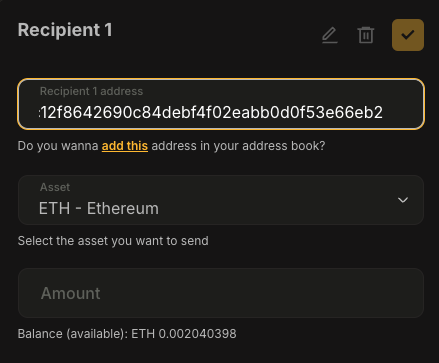 Recipient 1
Recipient 1 address
:12f8642690c84debf4f02eabb0d0f53e66eb2
Do you wanna add this address in your address book?
Asset
ETH - Ethereum
Select the asset you want to send
Amount
Balance (available): ETH 0.002040398